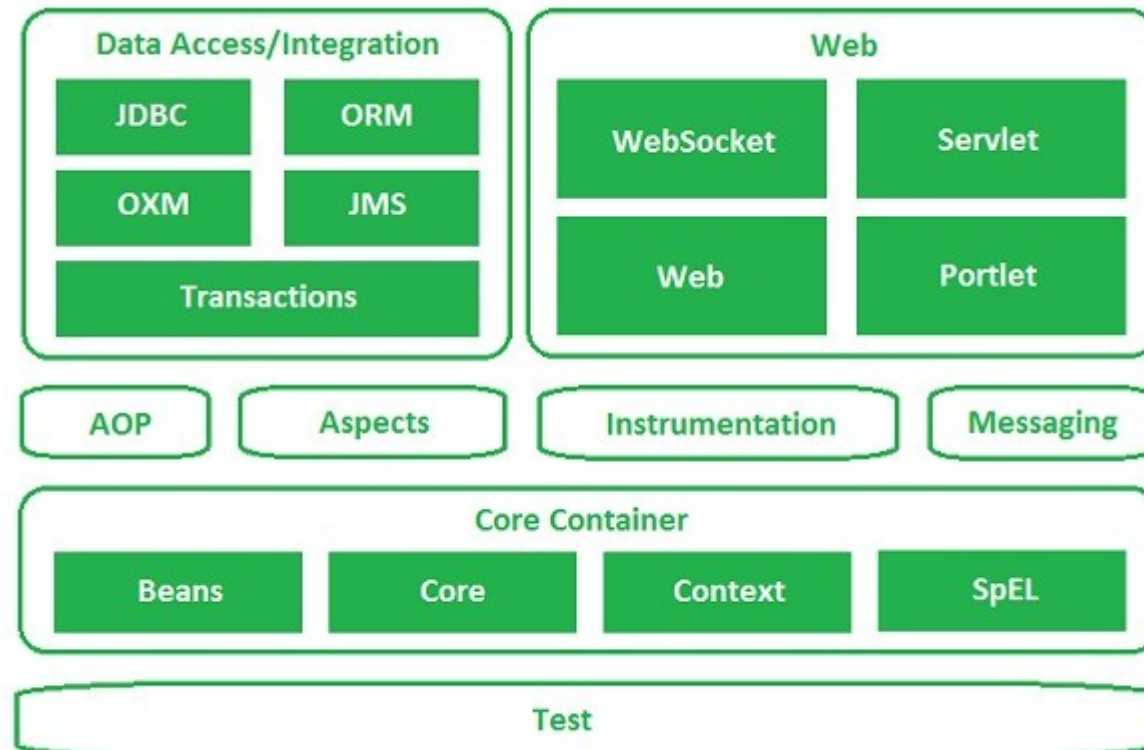 Data Access/Integration
JDBC
ORM
OXM
JMS
Transactions
Web
WebSocket
Servlet
Web
Portlet
AOP
Aspects
Instrumentation
Messaging
Core Container
Beans
Core
Context
SpEL
Test